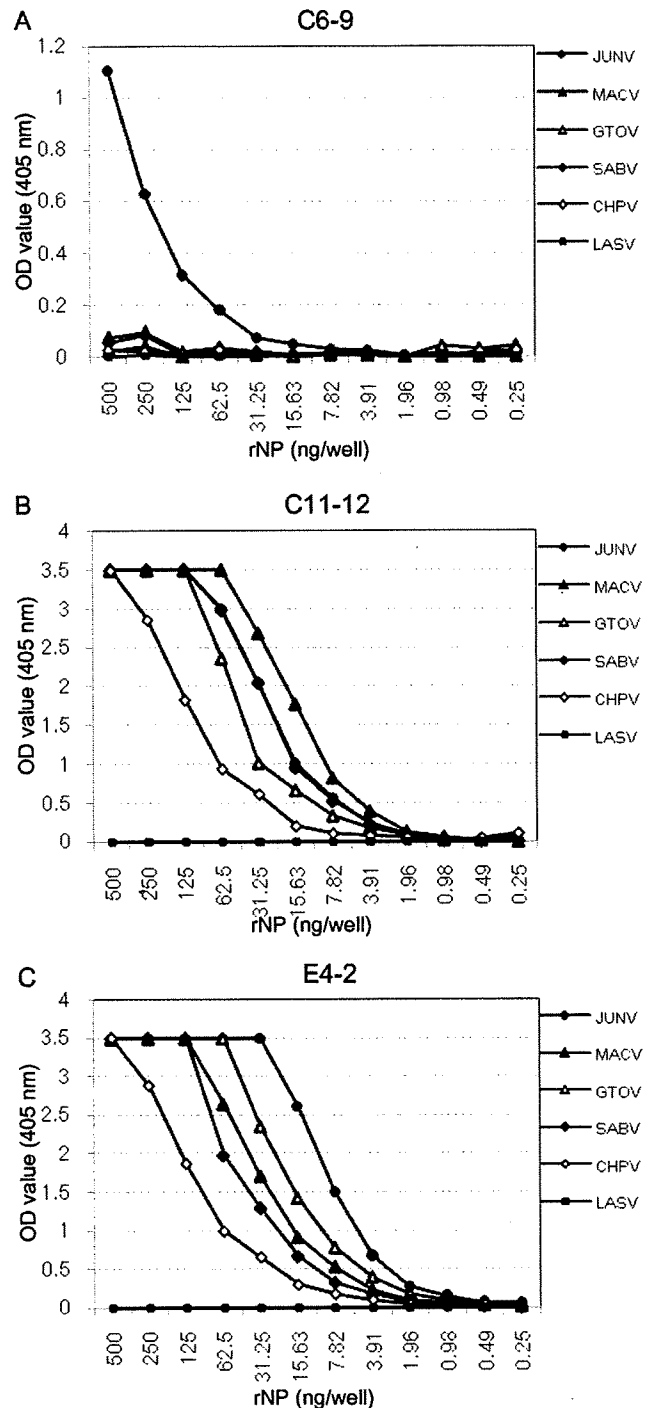 A
C6-9
OD value (405 nm)
1.2
1
0.8
0.6
0.4
0.2
0
500
250
125
62.5
31.25
15.63
7.82
3.91
1.96
0.98
0.49
0.25
rNP (ng/well)
JUNV
MACV
GTOV
SABV
CHPV
LASV
B
C11-12
OD value (405 nm)
4
3.5
3
2.5
2
1.5
1
0.5
0
500
250
125
62.5
31.25
15.63
7.82
3.91
1.96
0.98
0.49
0.25
rNP (ng/well)
JUNV
MACV
GTOV
SABV
CHPV
LASV
C
E4-2
OD value (405 nm)
4
3.5
3
2.5
2
1.5
1
0.5
0
500
250
125
62.5
31.25
15.63
7.82
3.91
1.96
0.98
0.49
0.25
rNP (ng/well)
JUNV
MACV
GTOV
SABV
CHPV
LASV